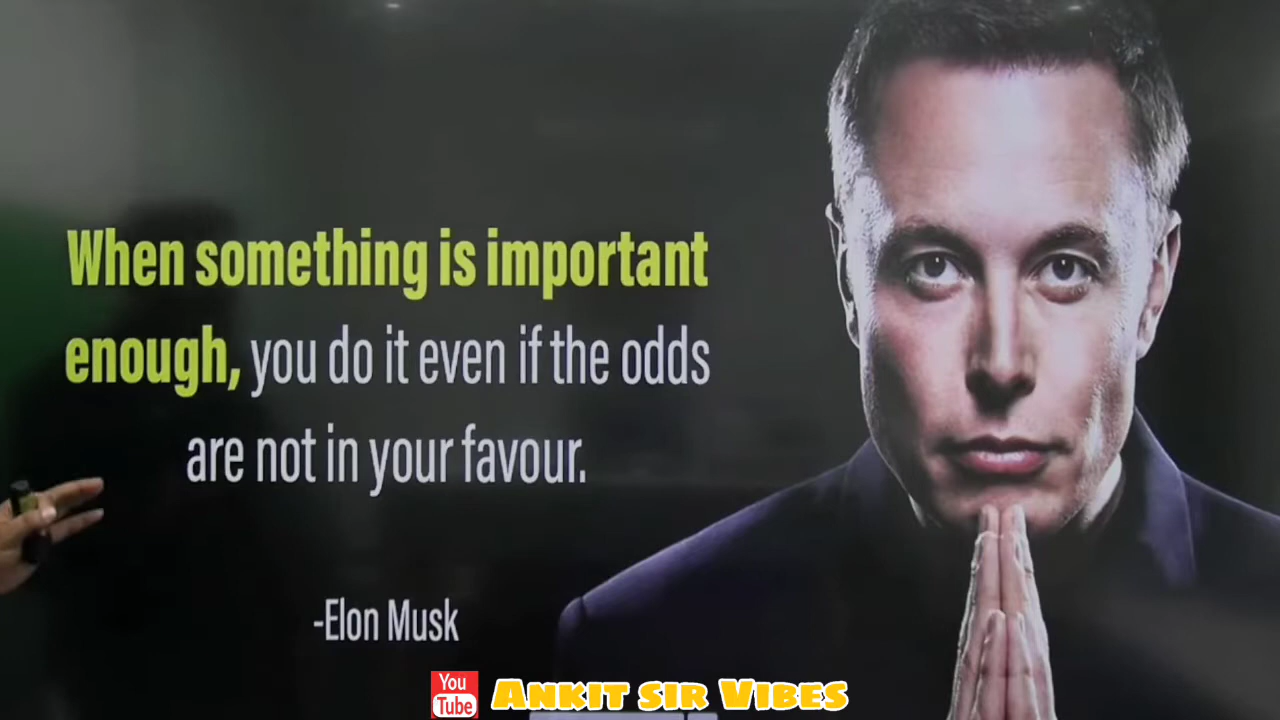 When something is important
enough, you do it even if the odds
are not in your favour.
-Elon Musk
You
Tube
Ankit sir Vibes